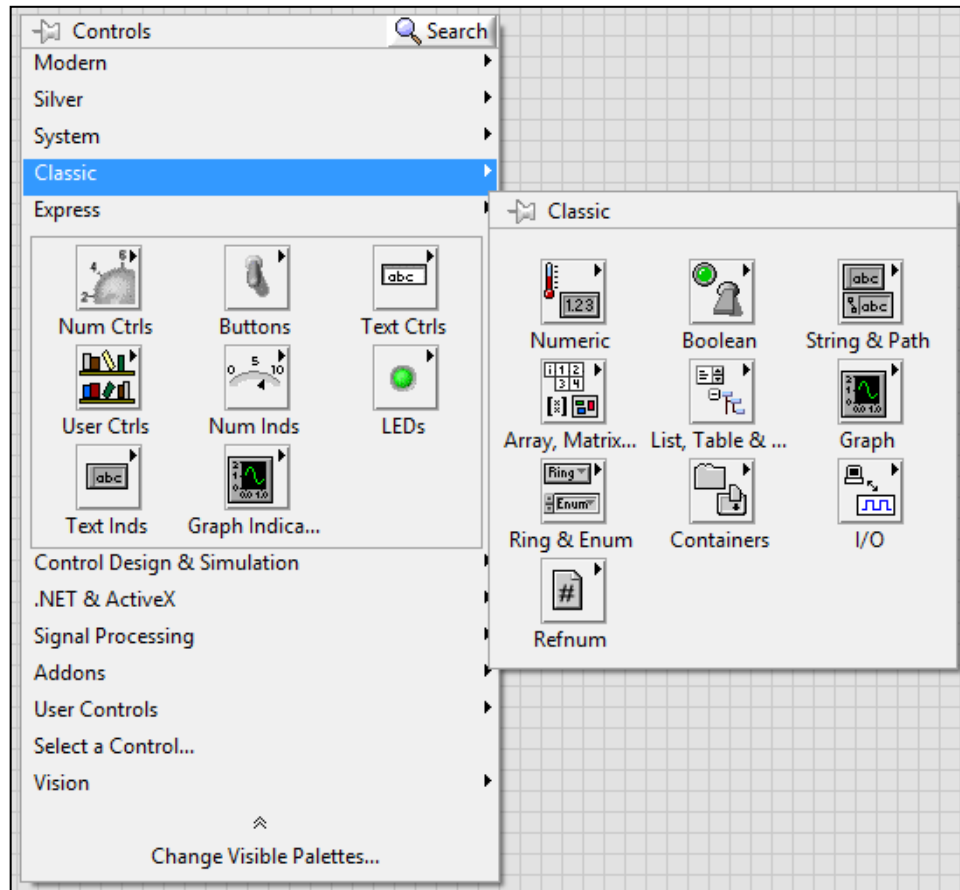 Controls Search
Modern
Silver
System
Classic
Express
Num Ctrls Buttons Text Ctrls
User Ctrls Num Inds LEDs
Text Inds Graph Indica...
Control Design & Simulation
.NET & ActiveX
Signal Processing
Addons
User Controls
Select a Control...
Vision
Change Visible Palettes...
Classic
Numeric Boolean String & Path
Array, Matrix... List, Table & ... Graph
Ring & Enum Containers I/O
Refnum